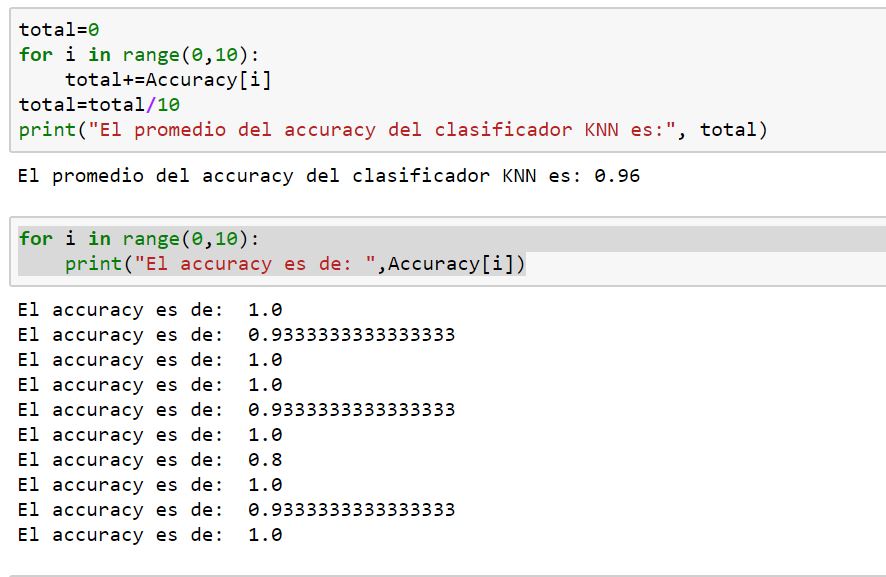 total=0
for i in range(0,10):
    total+=Accuracy[i]
total=total/10
print("El promedio del accuracy del clasificador KNN es:", total)
El promedio del accuracy del clasificador KNN es: 0.96
for i in range(0,10):
    print("El accuracy es de: ",Accuracy[i])
El accuracy es de:  1.0
El accuracy es de:  0.9333333333333333
El accuracy es de:  1.0
El accuracy es de:  1.0
El accuracy es de:  0.9333333333333333
El accuracy es de:  1.0
El accuracy es de:  0.8
El accuracy es de:  1.0
El accuracy es de:  0.9333333333333333
El accuracy es de:  1.0